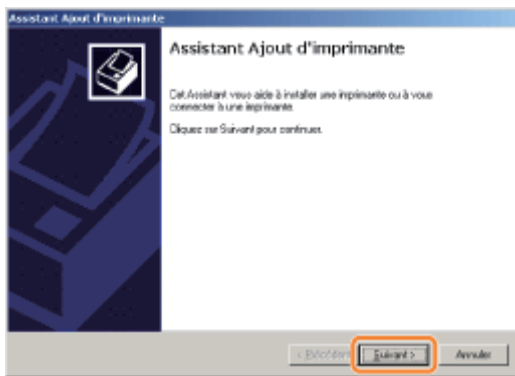 Assistant Ajout d'imprimante
Assistant Ajout d'imprimante
Cet Assistant vous aide à installer une imprimante ou à vous
connecter à une imprimante.
Cliquez sur Suivant pour continuer.
< Précédent
Suivant >
Annuler